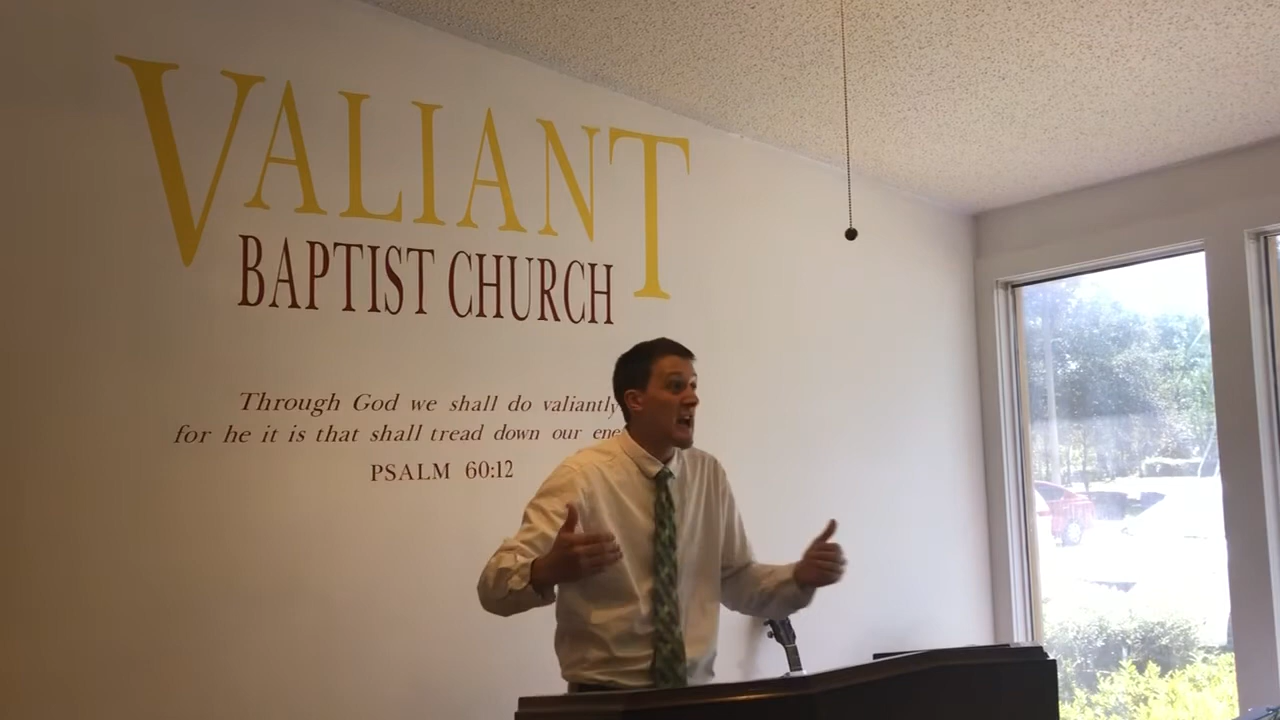 VALIANT
BAPTIST CHURCH
Through God we shall do valiantly
for he it is that shall tread down our
PSALM 60:12